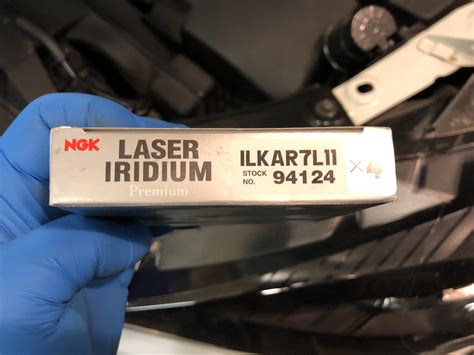 NGK LASER IRIDIUM Premium
ILKAR7L11
STOCK NO. 94124 ×4